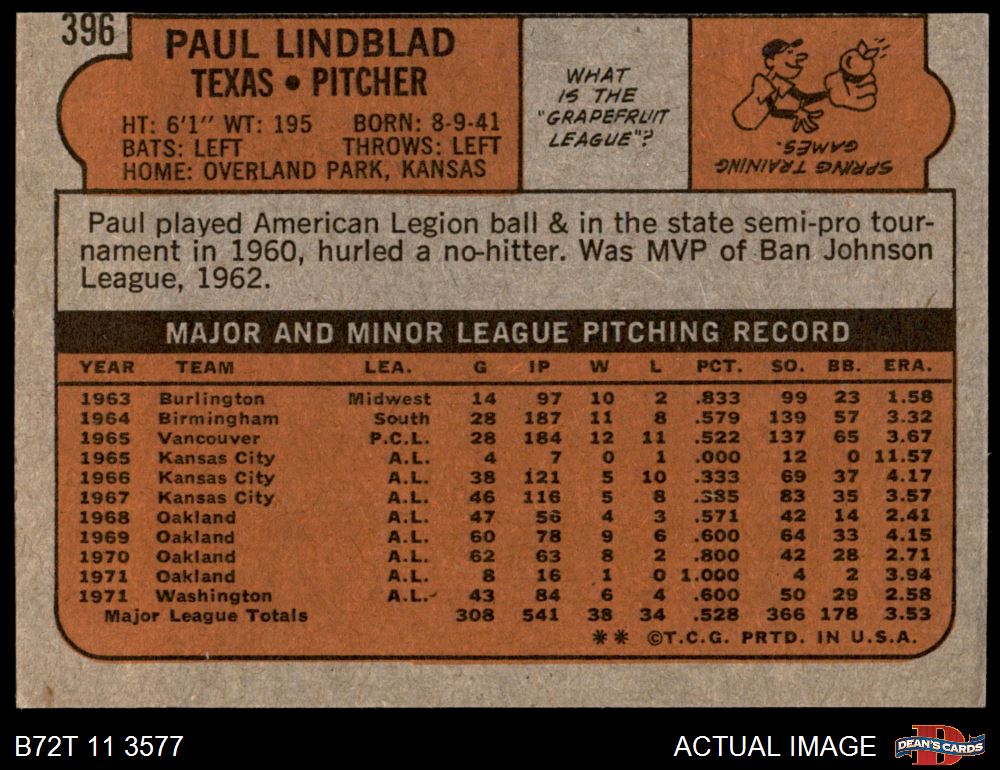 396
PAUL LINDBLAD
TEXAS • PITCHER
HT: 6'1" WT: 195 BORN: 8-9-41
BATS: LEFT THROWS: LEFT
HOME: OVERLAND PARK, KANSAS
WHAT
IS THE
"GRAPEFRUIT
LEAGUE"?
SPRING TRAINING
GAMES.
Paul played American Legion ball & in the state semi-pro tour-
nament in 1960, hurled a no-hitter. Was MVP of Ban Johnson
League, 1962.
MAJOR AND MINOR LEAGUE PITCHING RECORD
YEAR TEAM LEA. G IP W L PCT. SO. BB. ERA.
1963 Burlington Midwest 14 97 10 2 .833 99 23 1.58
1964 Birmingham South 28 187 11 8 .579 139 57 3.32
1965 Vancouver P.C.L. 28 184 12 11 .522 137 65 3.67
1965 Kansas City A.L. 4 7 0 1 .000 12 0 11.57
1966 Kansas City A.L. 38 121 5 10 .333 69 37 4.17
1967 Kansas City A.L. 46 116 5 8 .385 83 35 3.57
1968 Oakland A.L. 47 56 4 3 .571 42 14 2.41
1969 Oakland A.L. 60 78 9 6 .600 64 33 4.15
1970 Oakland A.L. 62 63 8 2 .800 42 28 2.71
1971 Oakland A.L. 8 16 1 0 1.000 4 2 3.94
1971 Washington A.L. 43 84 6 4 .600 50 29 2.58
Major League Totals 308 541 38 34 .528 366 178 3.53
** ©T.C.G. PRTD. IN U.S.A.
B72T 11 3577
ACTUAL IMAGE
DEAN'S CARDS